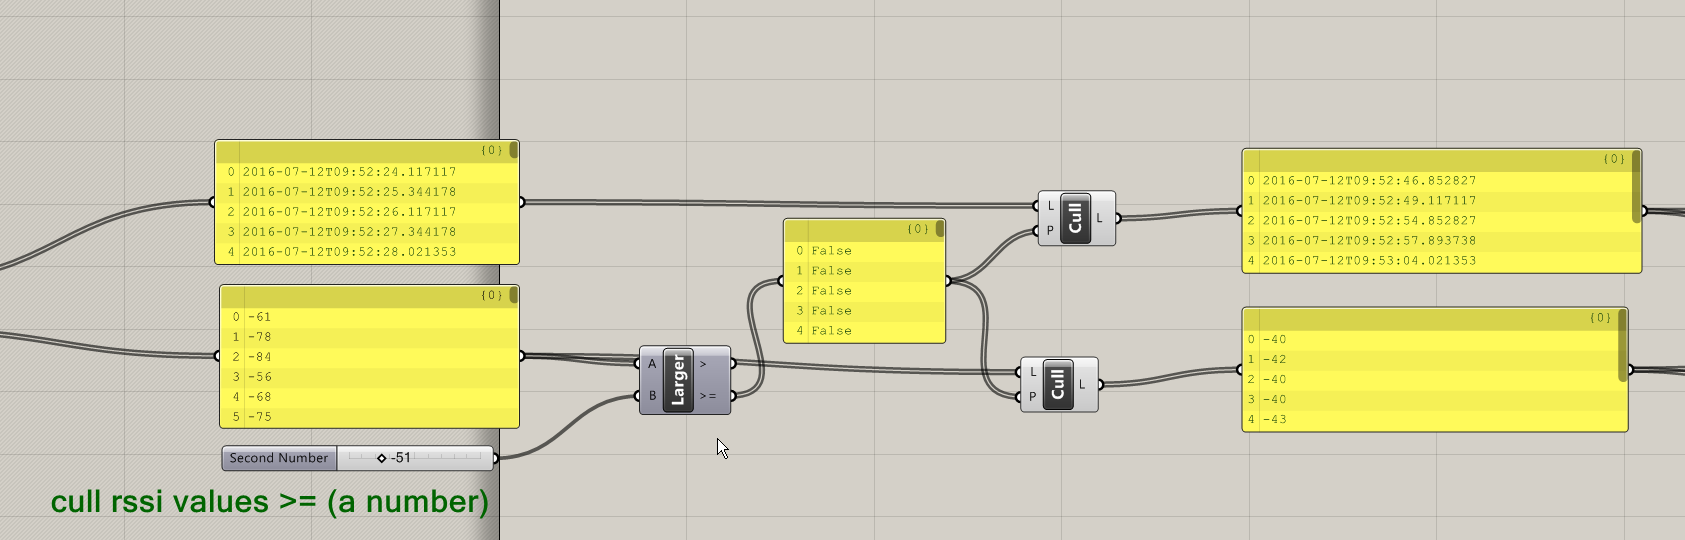 {0}
0 2016-07-12T09:52:24.117117
1 2016-07-12T09:52:25.344178
2 2016-07-12T09:52:26.117117
3 2016-07-12T09:52:27.344178
4 2016-07-12T09:52:28.021353
{0}
0 -61
1 -78
2 -84
3 -56
4 -68
5 -75
Second Number -51
cull rssi values >= (a number)
A >
Larger
B >=
{0}
0 False
1 False
2 False
3 False
4 False
L
Cull L
P
L
Cull L
P
{0}
0 2016-07-12T09:52:46.852827
1 2016-07-12T09:52:49.117117
2 2016-07-12T09:52:54.852827
3 2016-07-12T09:52:57.893738
4 2016-07-12T09:53:04.021353
{0}
0 -40
1 -42
2 -40
3 -40
4 -43